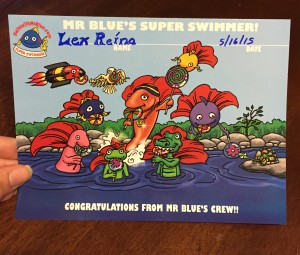 MR BLUE'S SUPER SWIMMER!
Lex Reina 5/16/15
NAME DATE
CONGRATULATIONS FROM MR BLUE'S CREW!!